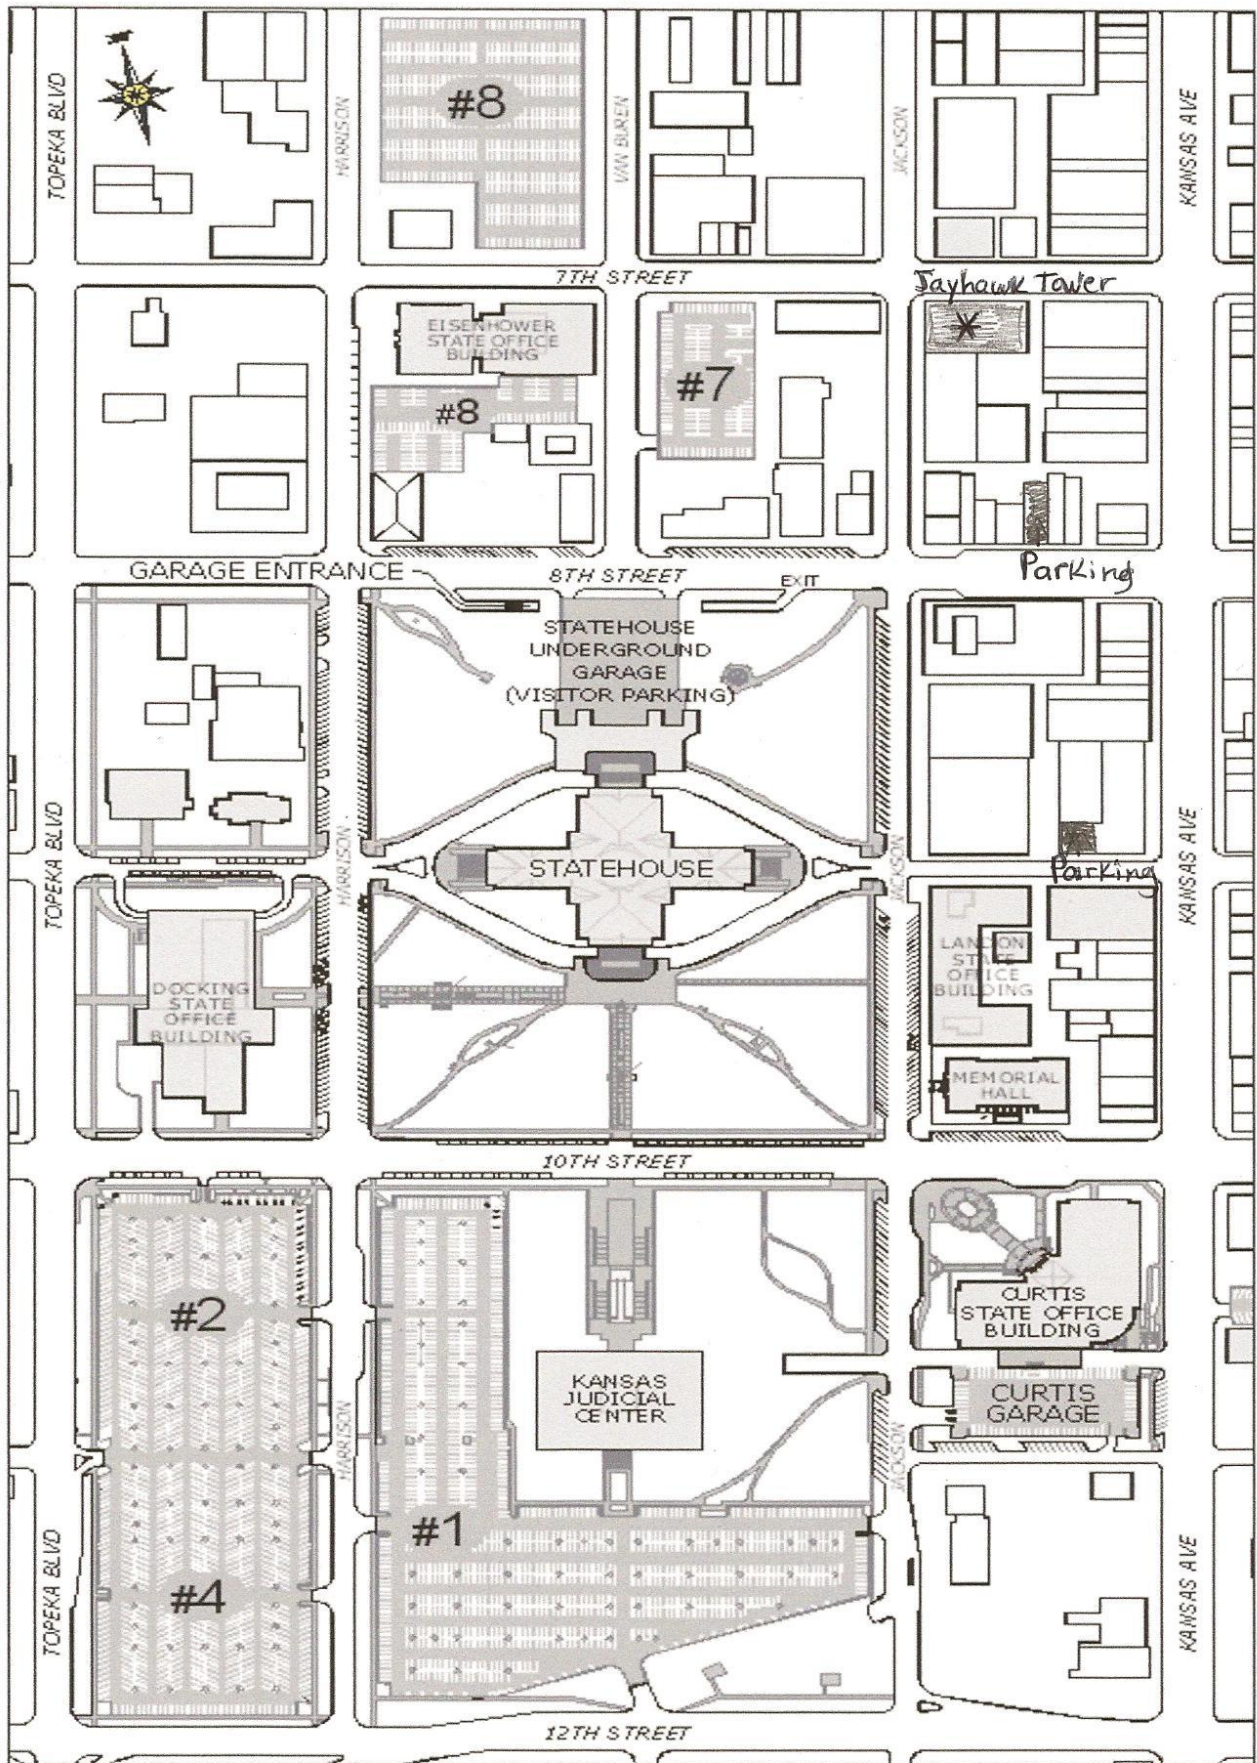 TOPEKA BLVD
HARRISON
#8
VAN BUREN
JACKSON
KANSAS AVE
7TH STREET
Jayhawk Tower
EISENHOWER
STATE OFFICE
BUILDING
#8
#7
GARAGE ENTRANCE
8TH STREET
EXIT
Parking
STATEHOUSE
UNDERGROUND
GARAGE
(VISITOR PARKING)
TOPEKA BLVD
HARRISON
STATEHOUSE
JACKSON
KANSAS AVE
Parking
DOCKING
STATE
OFFICE
BUILDING
LANDON
STATE
OFFICE
BUILDING
MEMORIAL
HALL
10TH STREET
#2
CURTIS
STATE OFFICE
BUILDING
KANSAS
JUDICIAL
CENTER
CURTIS
GARAGE
HARRISON
JACKSON
#1
TOPEKA BLVD
#4
KANSAS AVE
12TH STREET